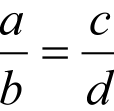 a/b = c/d